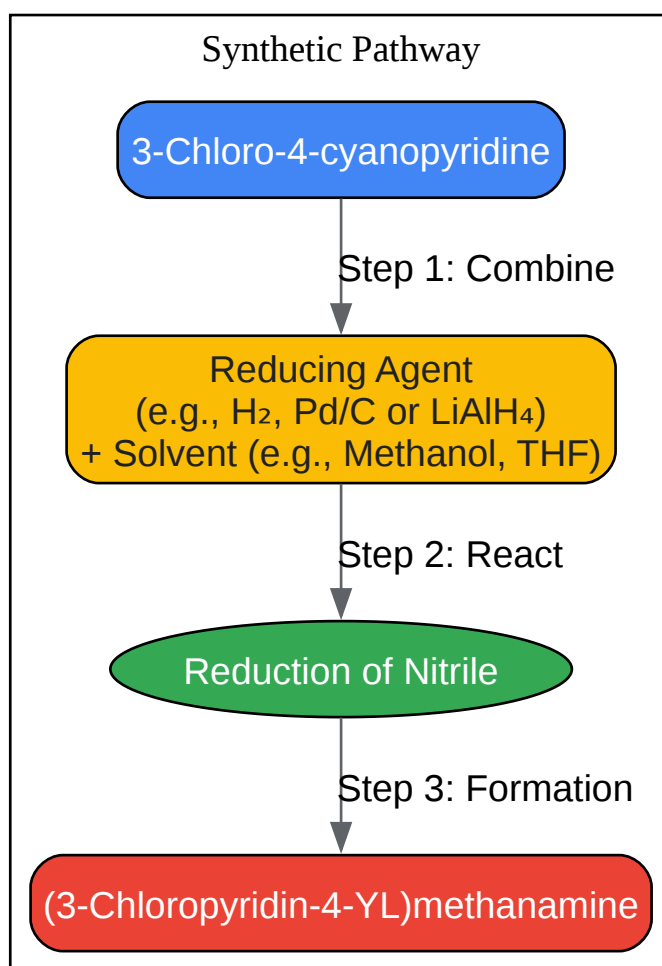 Synthetic Pathway
3-Chloro-4-cyanopyridine
Step 1: Combine
Reducing Agent
(e.g., H₂, Pd/C or LiAlH₄)
+ Solvent (e.g., Methanol, THF)
Step 2: React
Reduction of Nitrile
Step 3: Formation
(3-Chloropyridin-4-YL)methanamine